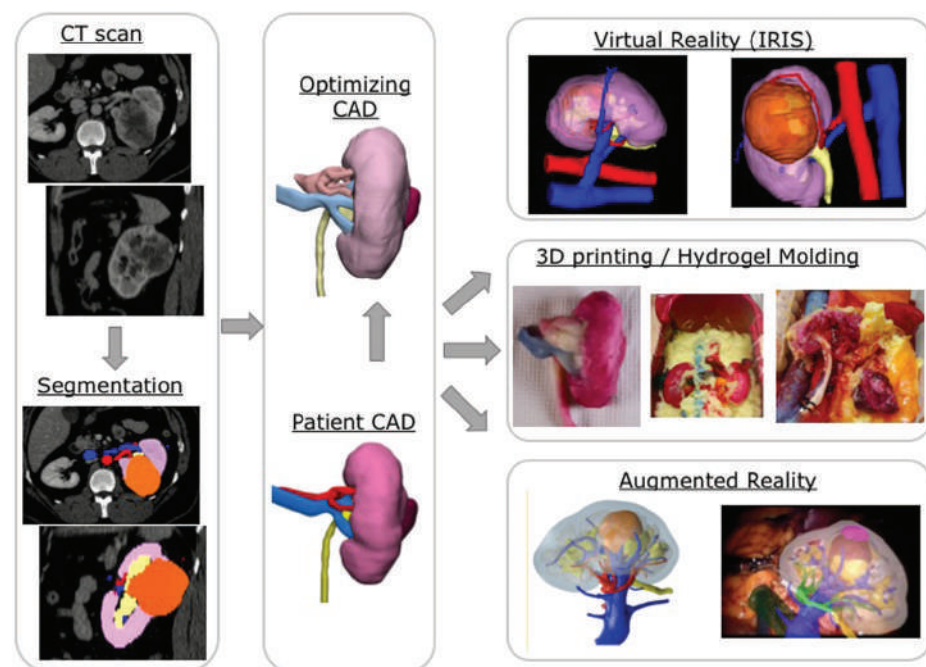 CT scan
Segmentation
Optimizing
CAD
Patient CAD
Virtual Reality (IRIS)
3D printing / Hydrogel Molding
Augmented Reality